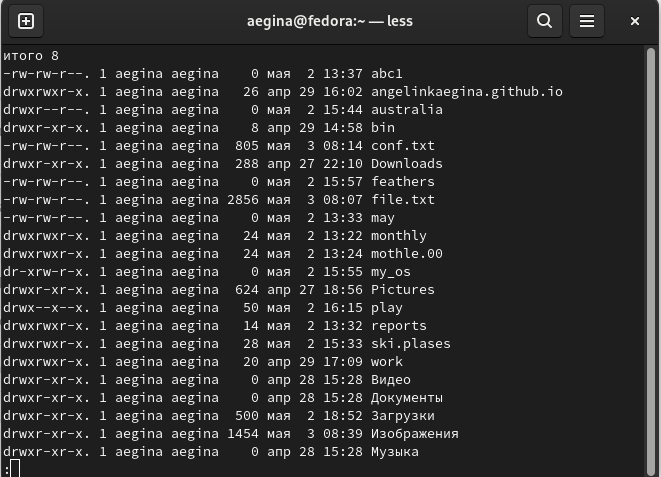 aegina@fedora:~ — less
итого 8
-rw-rw-r--. 1 aegina aegina    0 мая  2 13:37 abc1
drwxrwxr-x. 1 aegina aegina   26 апр 29 16:02 angelinkaegina.github.io
drwxr--r--. 1 aegina aegina    0 мая  2 15:44 australia
drwxr-xr-x. 1 aegina aegina    8 апр 29 14:58 bin
-rw-rw-r--. 1 aegina aegina  805 мая  3 08:14 conf.txt
drwxr-xr-x. 1 aegina aegina  288 апр 27 22:10 Downloads
-rw-rw-r--. 1 aegina aegina    0 мая  2 15:57 feathers
-rw-rw-r--. 1 aegina aegina 2856 мая  3 08:07 file.txt
-rw-rw-r--. 1 aegina aegina    0 мая  2 13:33 may
drwxrwxr-x. 1 aegina aegina   24 мая  2 13:22 monthly
drwxrwxr-x. 1 aegina aegina   24 мая  2 13:24 mothle.00
dr-xrw-r-x. 1 aegina aegina    0 мая  2 15:55 my_os
drwxr-xr-x. 1 aegina aegina  624 апр 27 18:56 Pictures
drwx--x--x. 1 aegina aegina   50 мая  2 16:15 play
drwxrwxr-x. 1 aegina aegina   14 мая  2 13:32 reports
drwxrwxr-x. 1 aegina aegina   28 мая  2 15:33 ski.plases
drwxrwxr-x. 1 aegina aegina   20 апр 29 17:09 work
drwxr-xr-x. 1 aegina aegina    0 апр 28 15:28 Видео
drwxr-xr-x. 1 aegina aegina    0 апр 28 15:28 Документы
drwxr-xr-x. 1 aegina aegina  500 мая  2 18:52 Загрузки
drwxr-xr-x. 1 aegina aegina 1454 мая  3 08:39 Изображения
drwxr-xr-x. 1 aegina aegina    0 апр 28 15:28 Музыка
: